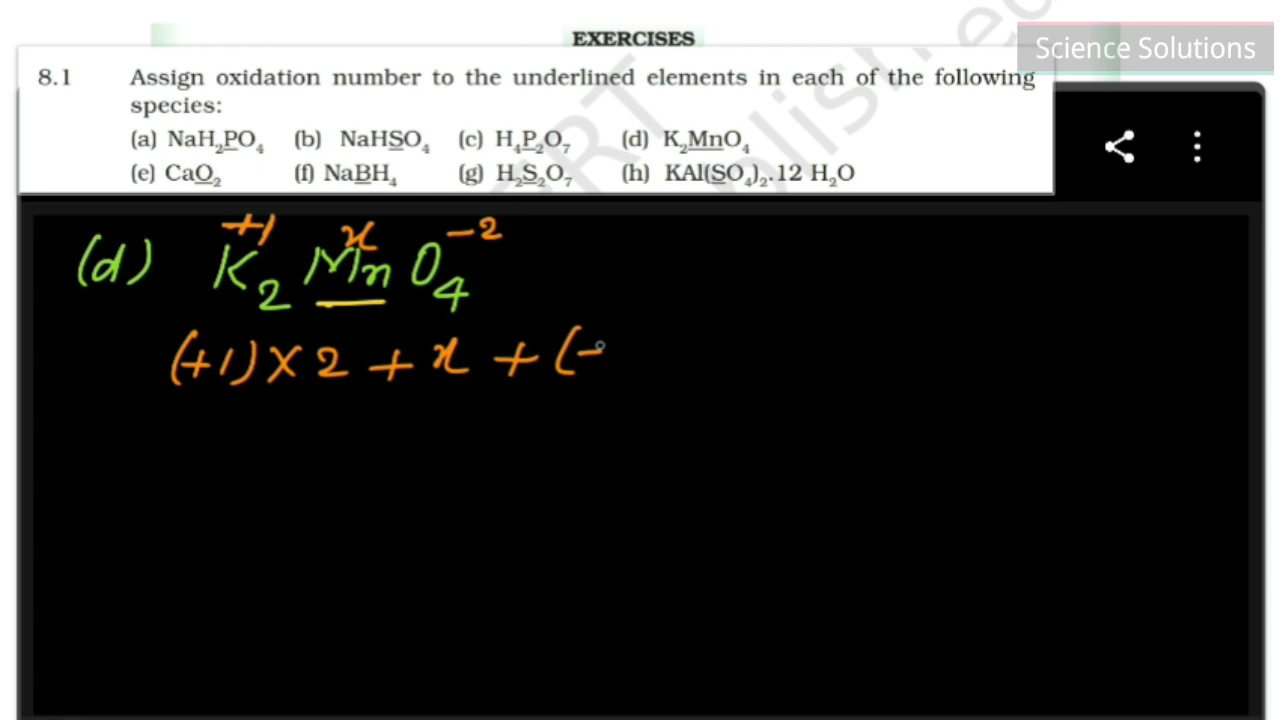 EXERCISES
Science Solutions
8.1 Assign oxidation number to the underlined elements in each of the following
species:
(a) NaH₂PO₄ (b) NaHSO₄ (c) H₄P₂O₇ (d) K₂MnO₄
(e) CaO₂ (f) NaBH₄ (g) H₂S₂O₇ (h) KAl(SO₄)₂.12 H₂O
+1 x -2
(d) K₂ Mn O₄
(+1) × 2 + x + (-